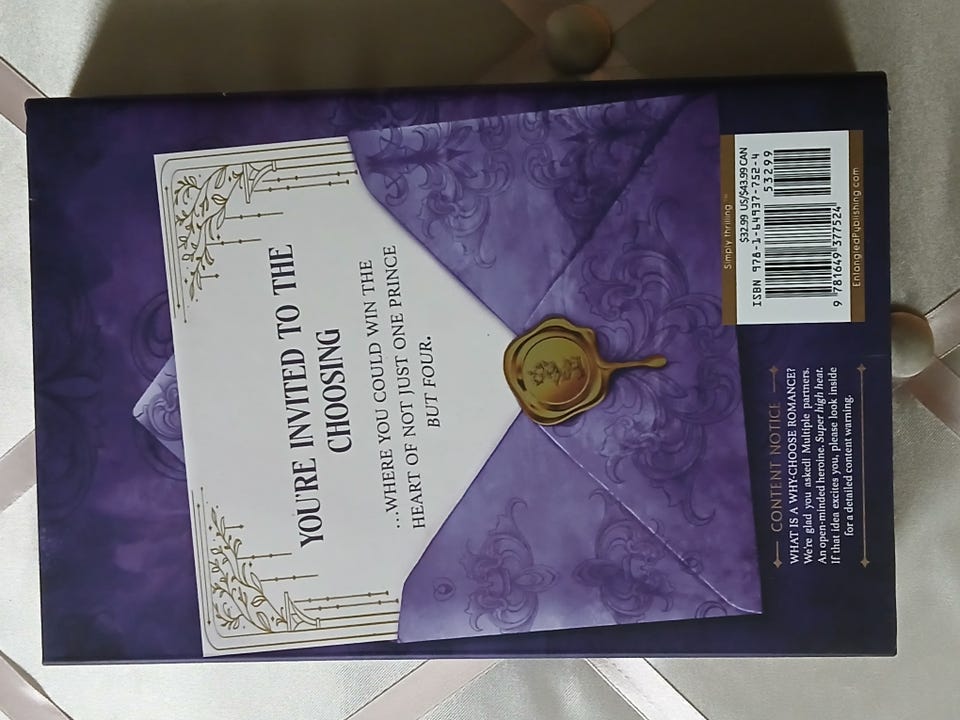 YOU'RE INVITED TO THE
CHOOSING
...WHERE YOU COULD WIN THE
HEART OF NOT JUST ONE PRINCE
BUT FOUR.
CONTENT NOTICE
WHAT IS A WHY-CHOOSE ROMANCE?
We're glad you asked! Multiple partners.
An open-minded heroine. Super high heat.
If that idea excites you, please look inside
for a detailed content warning.
Simply thrilling™
$32.99 US/$43.99 CAN
ISBN 978-1-64937-752-4
53299
9 781649 377524
EntangledPublishing.com